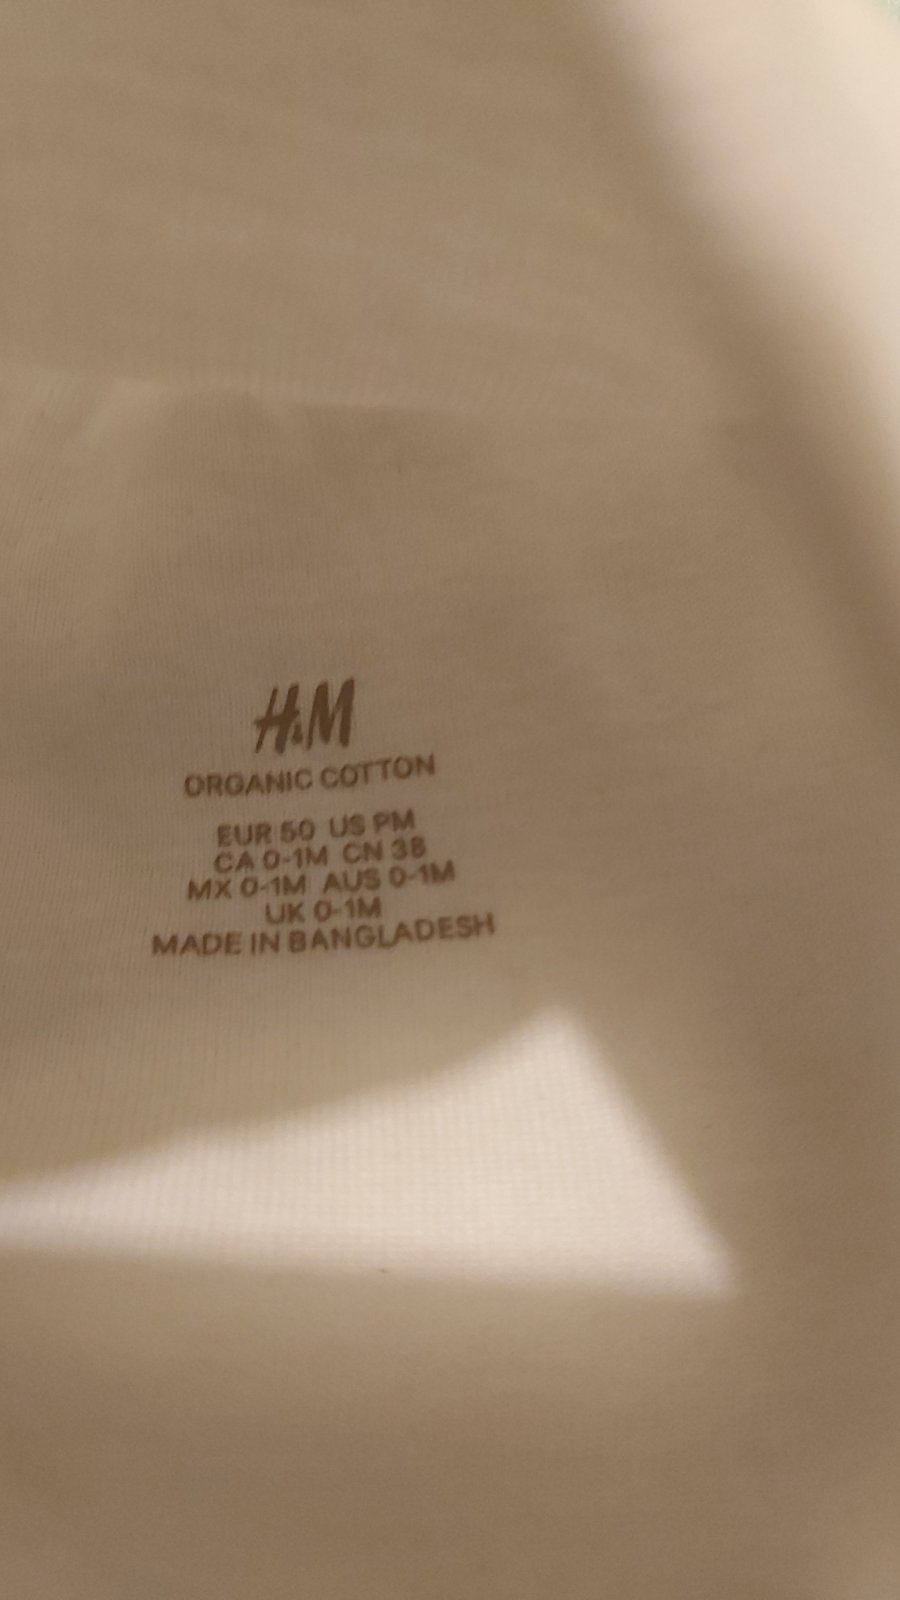 H&M
ORGANIC COTTON
EUR 50 US PM
CA 0-1M CN 38
MX 0-1M AUS 0-1M
UK 0-1M
MADE IN BANGLADESH